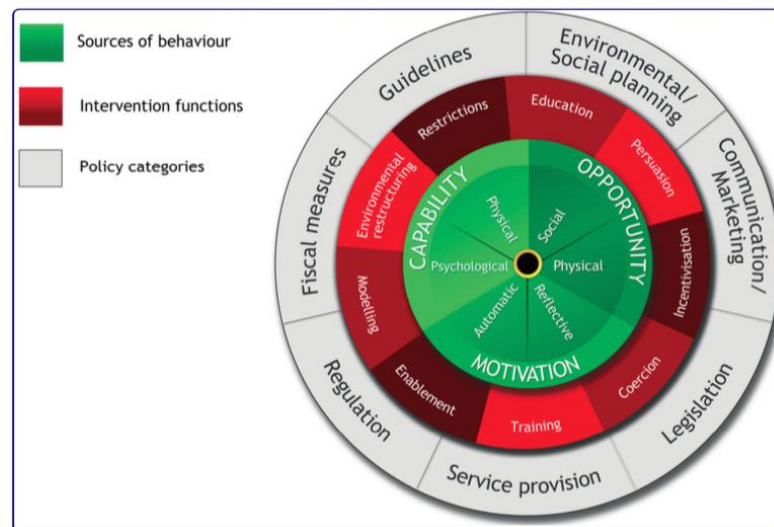 Sources of behaviour
Intervention functions
Policy categories
Guidelines
Environmental/
Social planning
Communication/
Marketing
Legislation
Service provision
Regulation
Fiscal measures
Restrictions
Education
Persuasion
Incentivisation
Coercion
Training
Enablement
Modelling
Environmental
restructuring
CAPABILITY
Physical
Psychological
OPPORTUNITY
Social
Physical
MOTIVATION
Automatic
Reflective